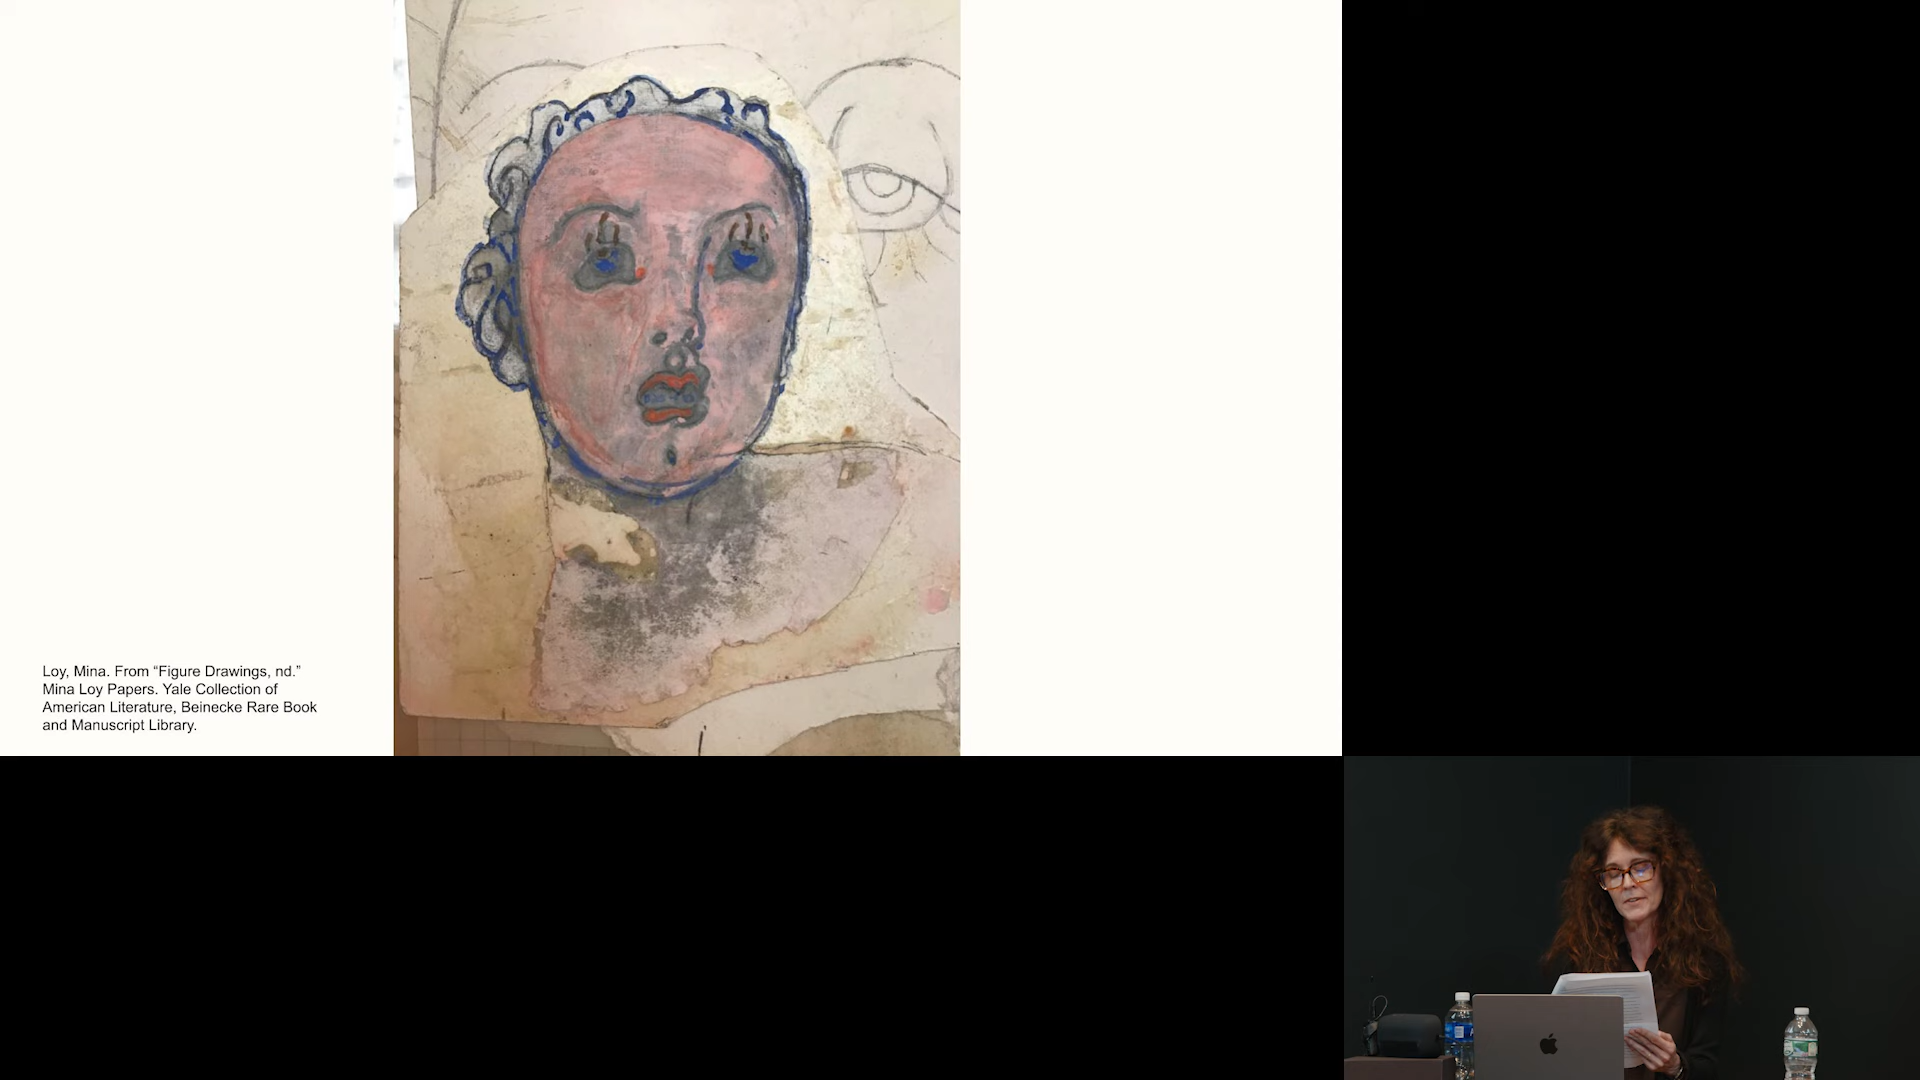 Loy, Mina. From “Figure Drawings, nd.”
Mina Loy Papers. Yale Collection of
American Literature, Beinecke Rare Book
and Manuscript Library.